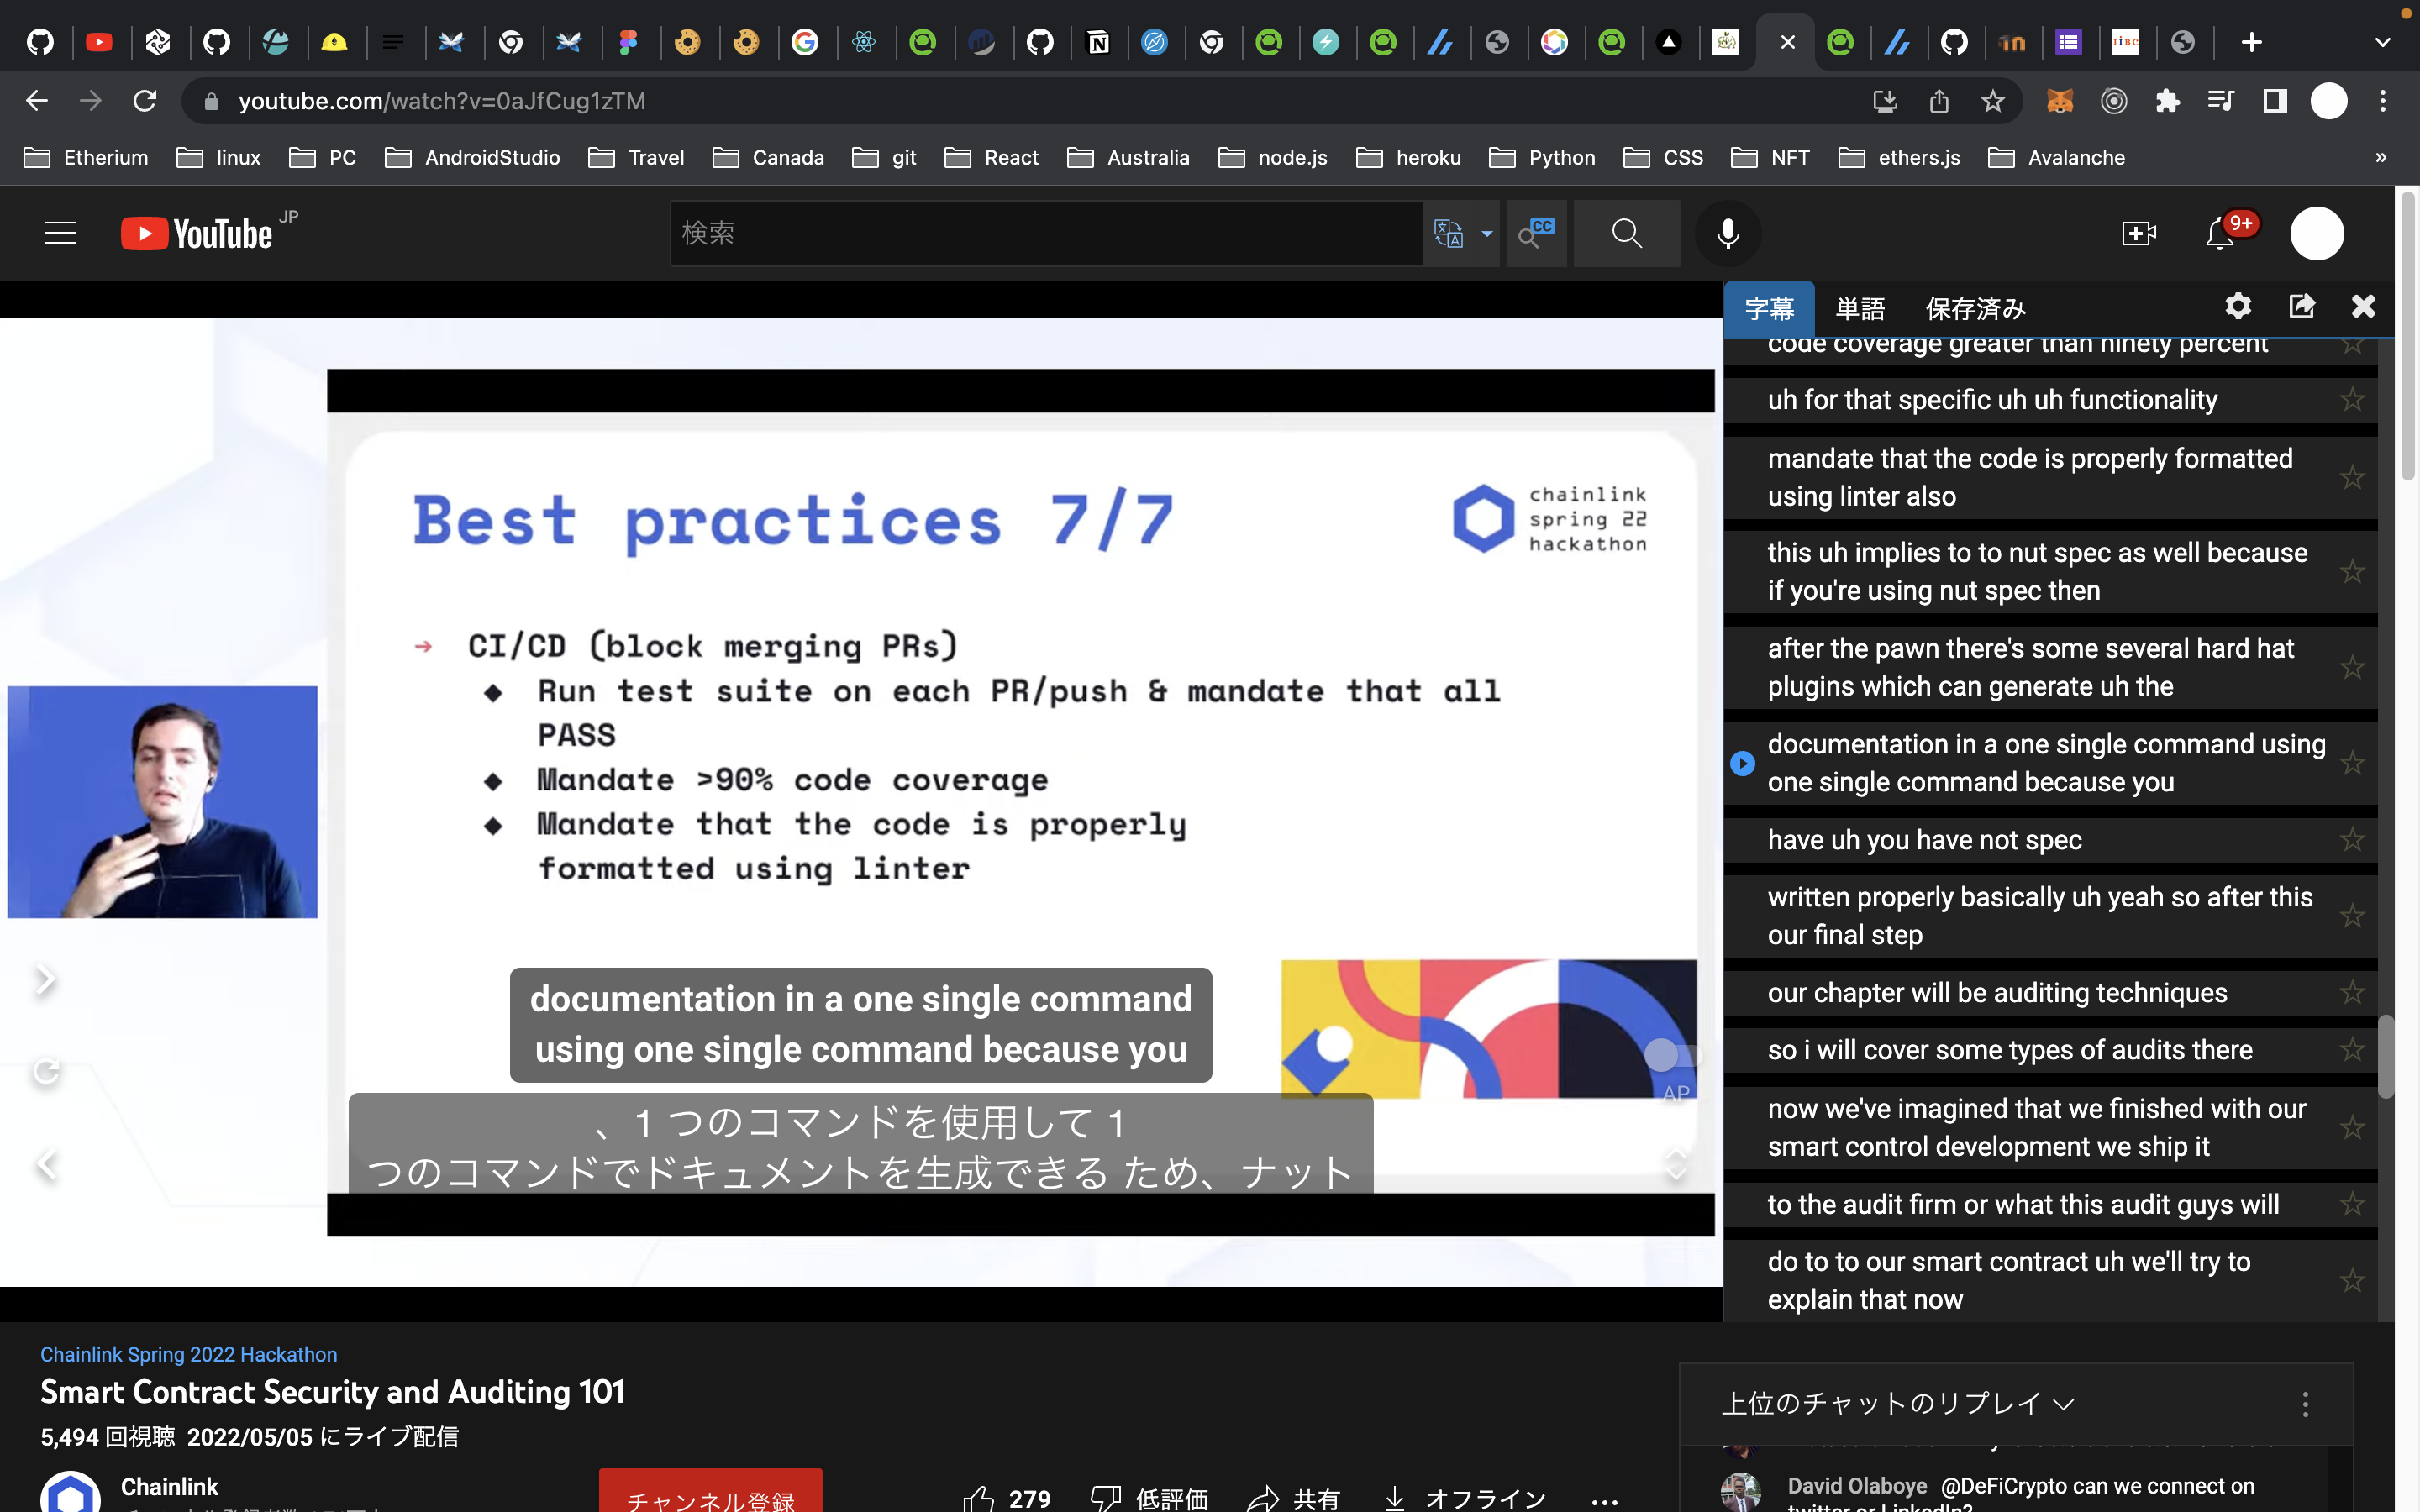 youtube.com/watch?v=0aJfCug1zTM
Etherium
linux
PC
AndroidStudio
Travel
Canada
git
React
Australia
node.js
heroku
Python
CSS
NFT
ethers.js
Avalanche
»
YouTube JP
検索
CC
9+
字幕
単語
保存済み
Best practices 7/7
chainlink
spring 22
hackathon
→ CI/CD (block merging PRs)
◆ Run test suite on each PR/push & mandate that all
PASS
◆ Mandate >90% code coverage
◆ Mandate that the code is properly
formatted using linter
documentation in a one single command
using one single command because you
、1 つのコマンドを使用して 1
つのコマンドでドキュメントを生成できる ため、ナット
AP
code coverage greater than ninety percent
uh for that specific uh uh functionality
mandate that the code is properly formatted
using linter also
this uh implies to to nut spec as well because
if you're using nut spec then
after the pawn there's some several hard hat
plugins which can generate uh the
documentation in a one single command using
one single command because you
have uh you have not spec
written properly basically uh yeah so after this
our final step
our chapter will be auditing techniques
so i will cover some types of audits there
now we've imagined that we finished with our
smart control development we ship it
to the audit firm or what this audit guys will
do to to our smart contract uh we'll try to
explain that now
Chainlink Spring 2022 Hackathon
Smart Contract Security and Auditing 101
5,494 回視聴 2022/05/05 にライブ配信
Chainlink
チャンネル登録
279
低評価
共有
オフライン
上位のチャットのリプレイ
David Olaboye @DeFiCrypto can we connect on
twitter or LinkedIn?